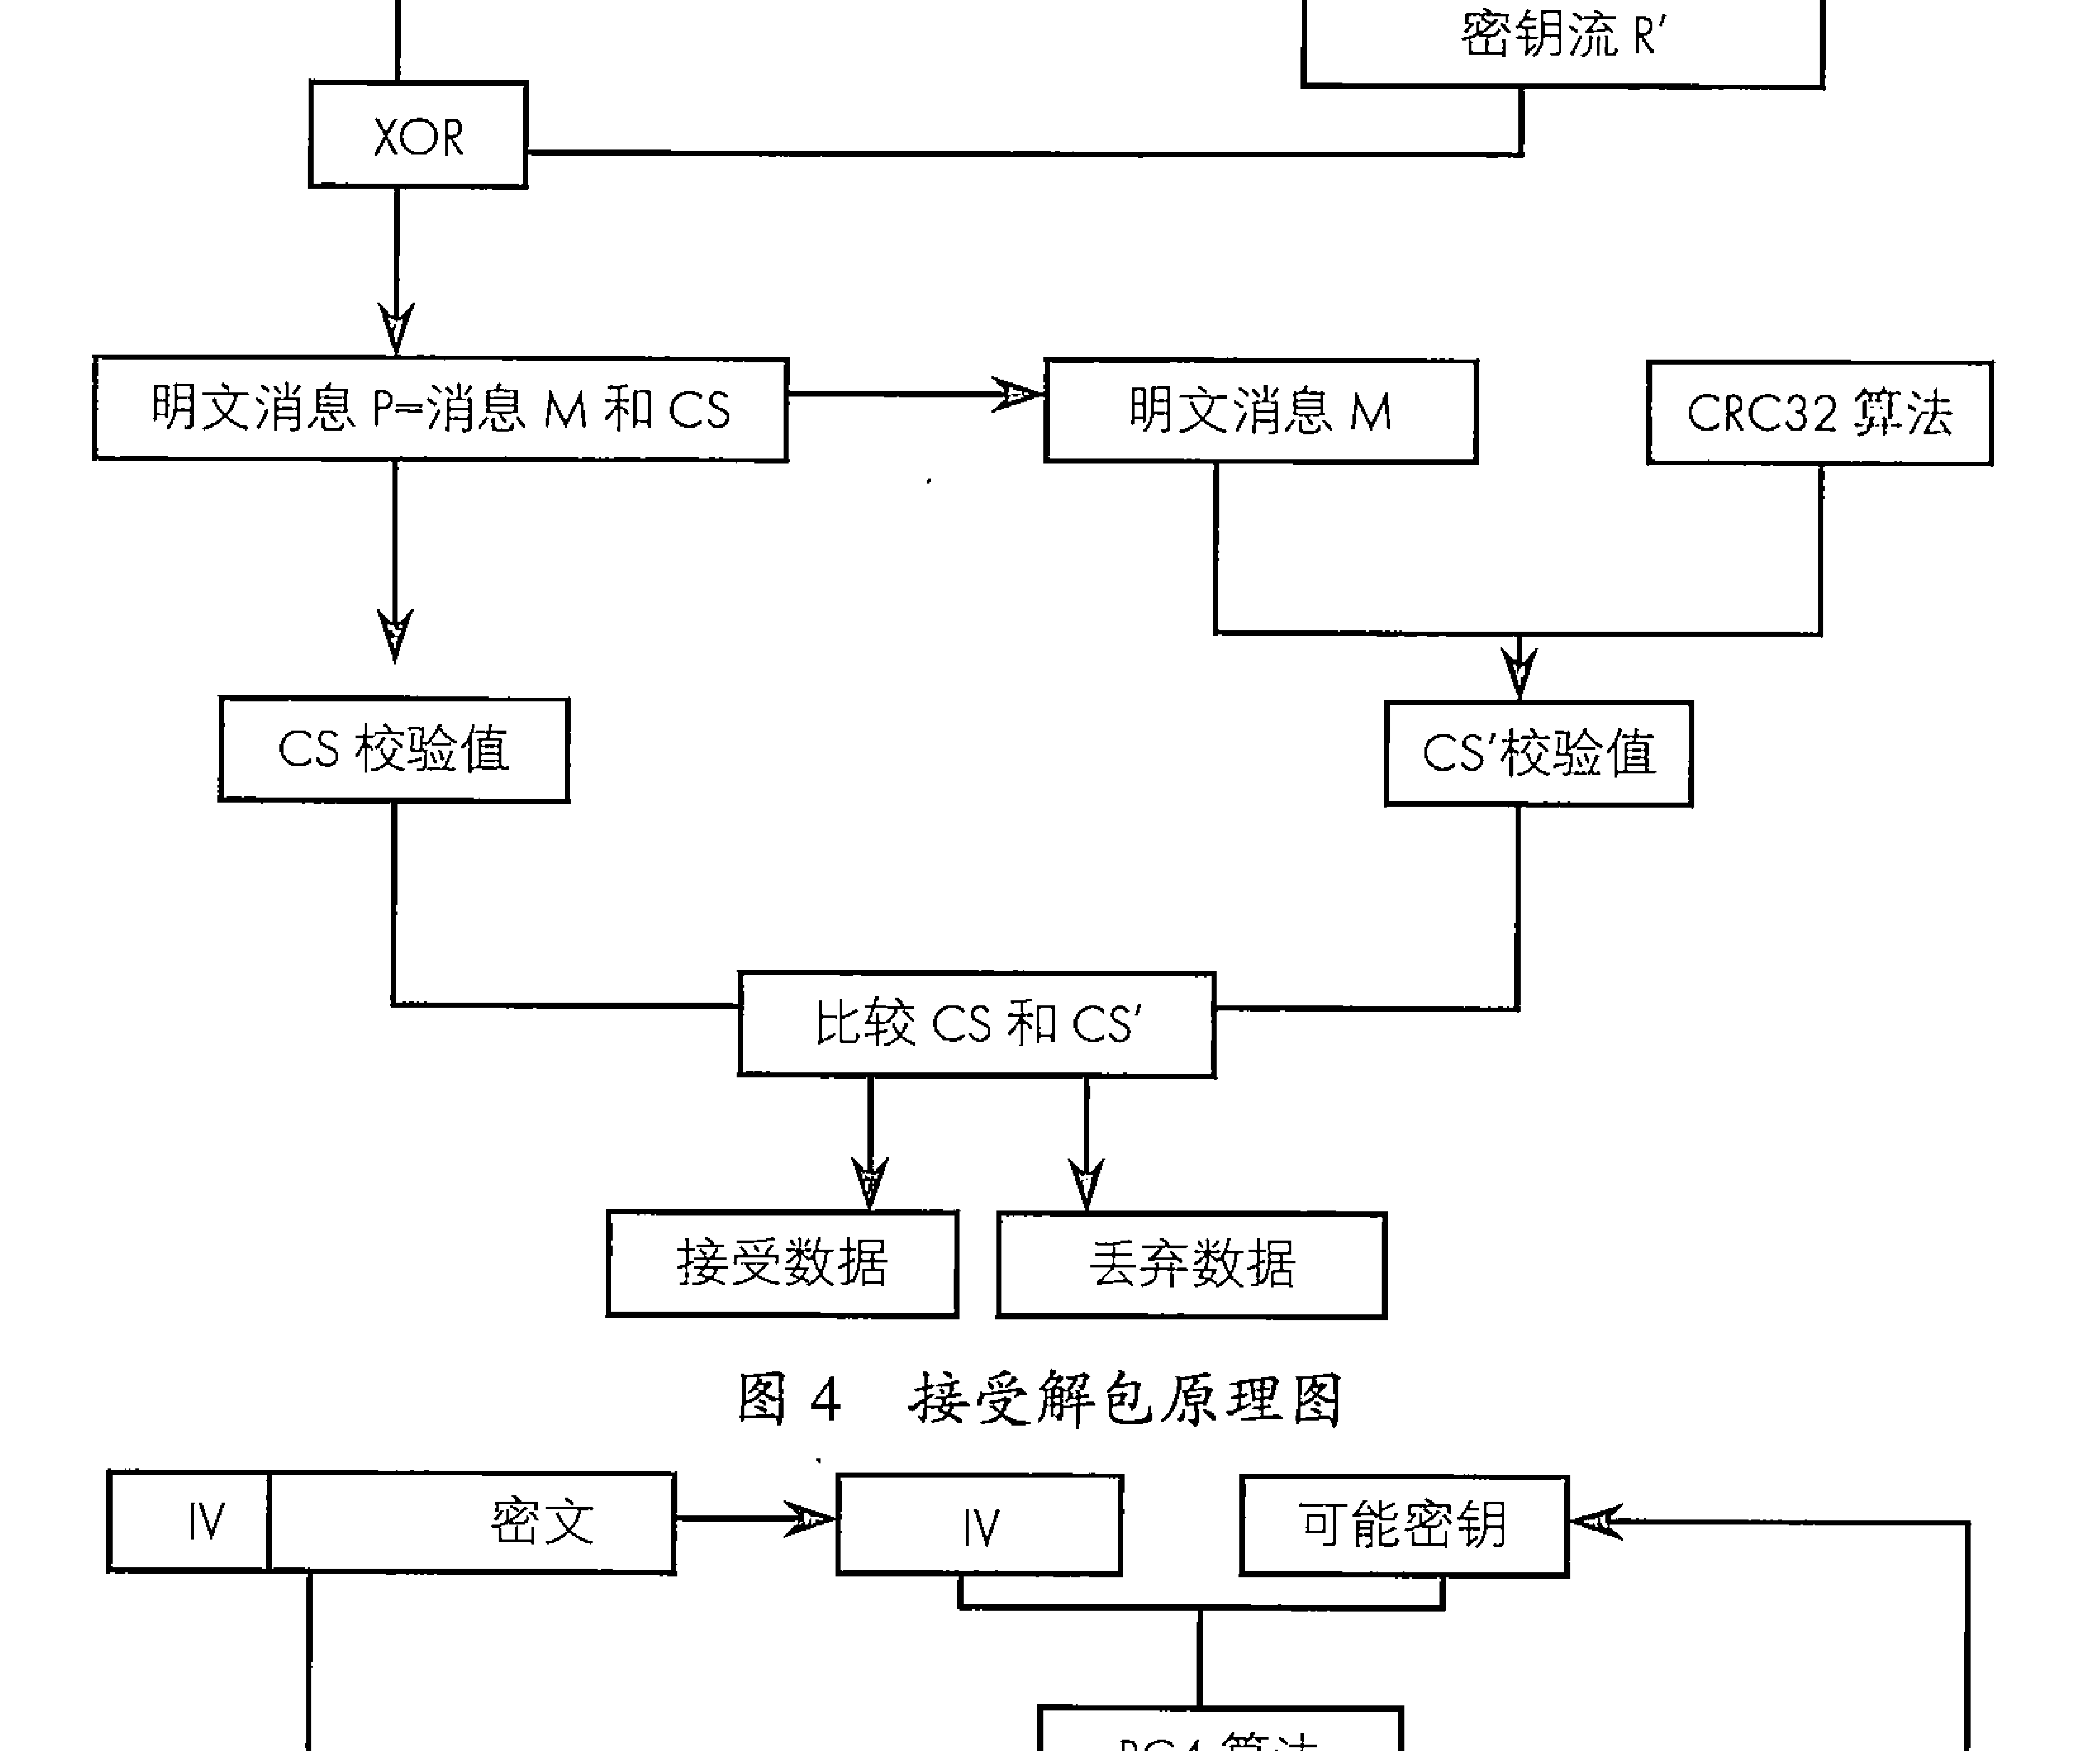 密钥流 R′
XOR
明文消息 P=消息 M 和 CS
明文消息 M
CRC32 算法
CS 校验值
CS′校验值
比较 CS 和 CS′
接受数据
丢弃数据
图 4 接受解包原理图
IV
密文
IV
可能密钥
RC4 算法